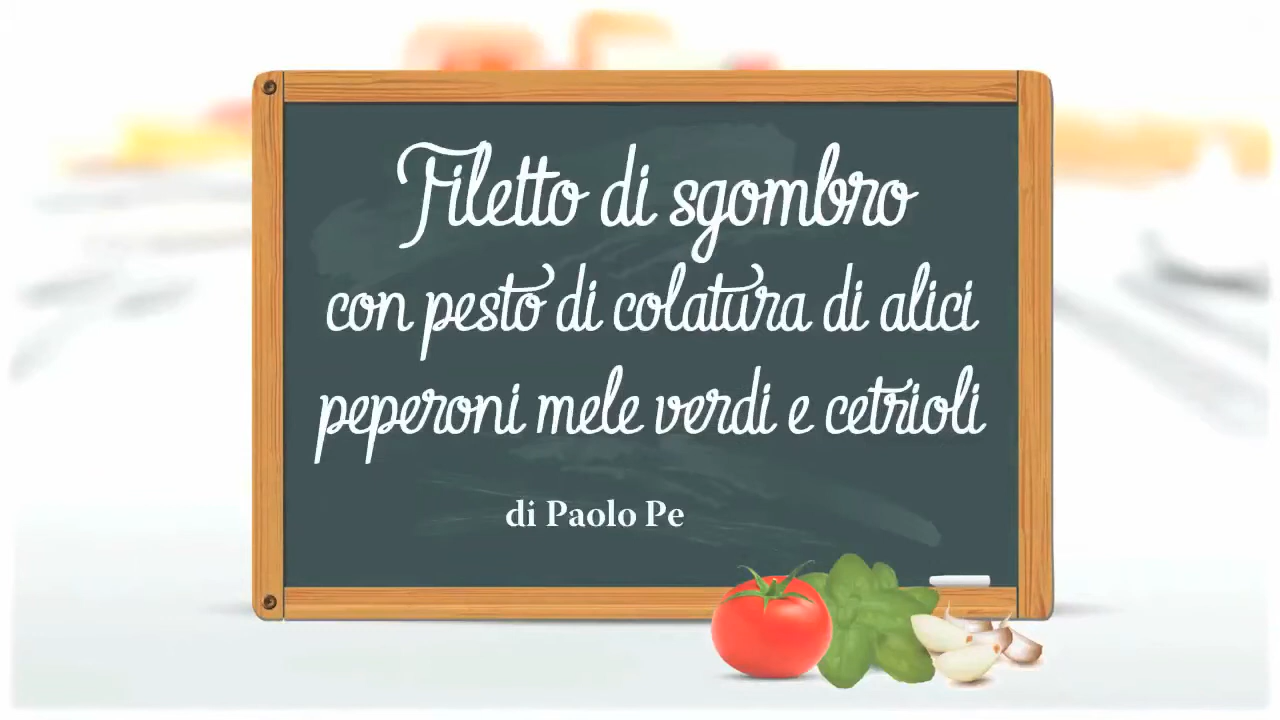 Filetto di sgombro
con pesto di colatura di alici
peperoni mele verdi e cetrioli
di Paolo Pe